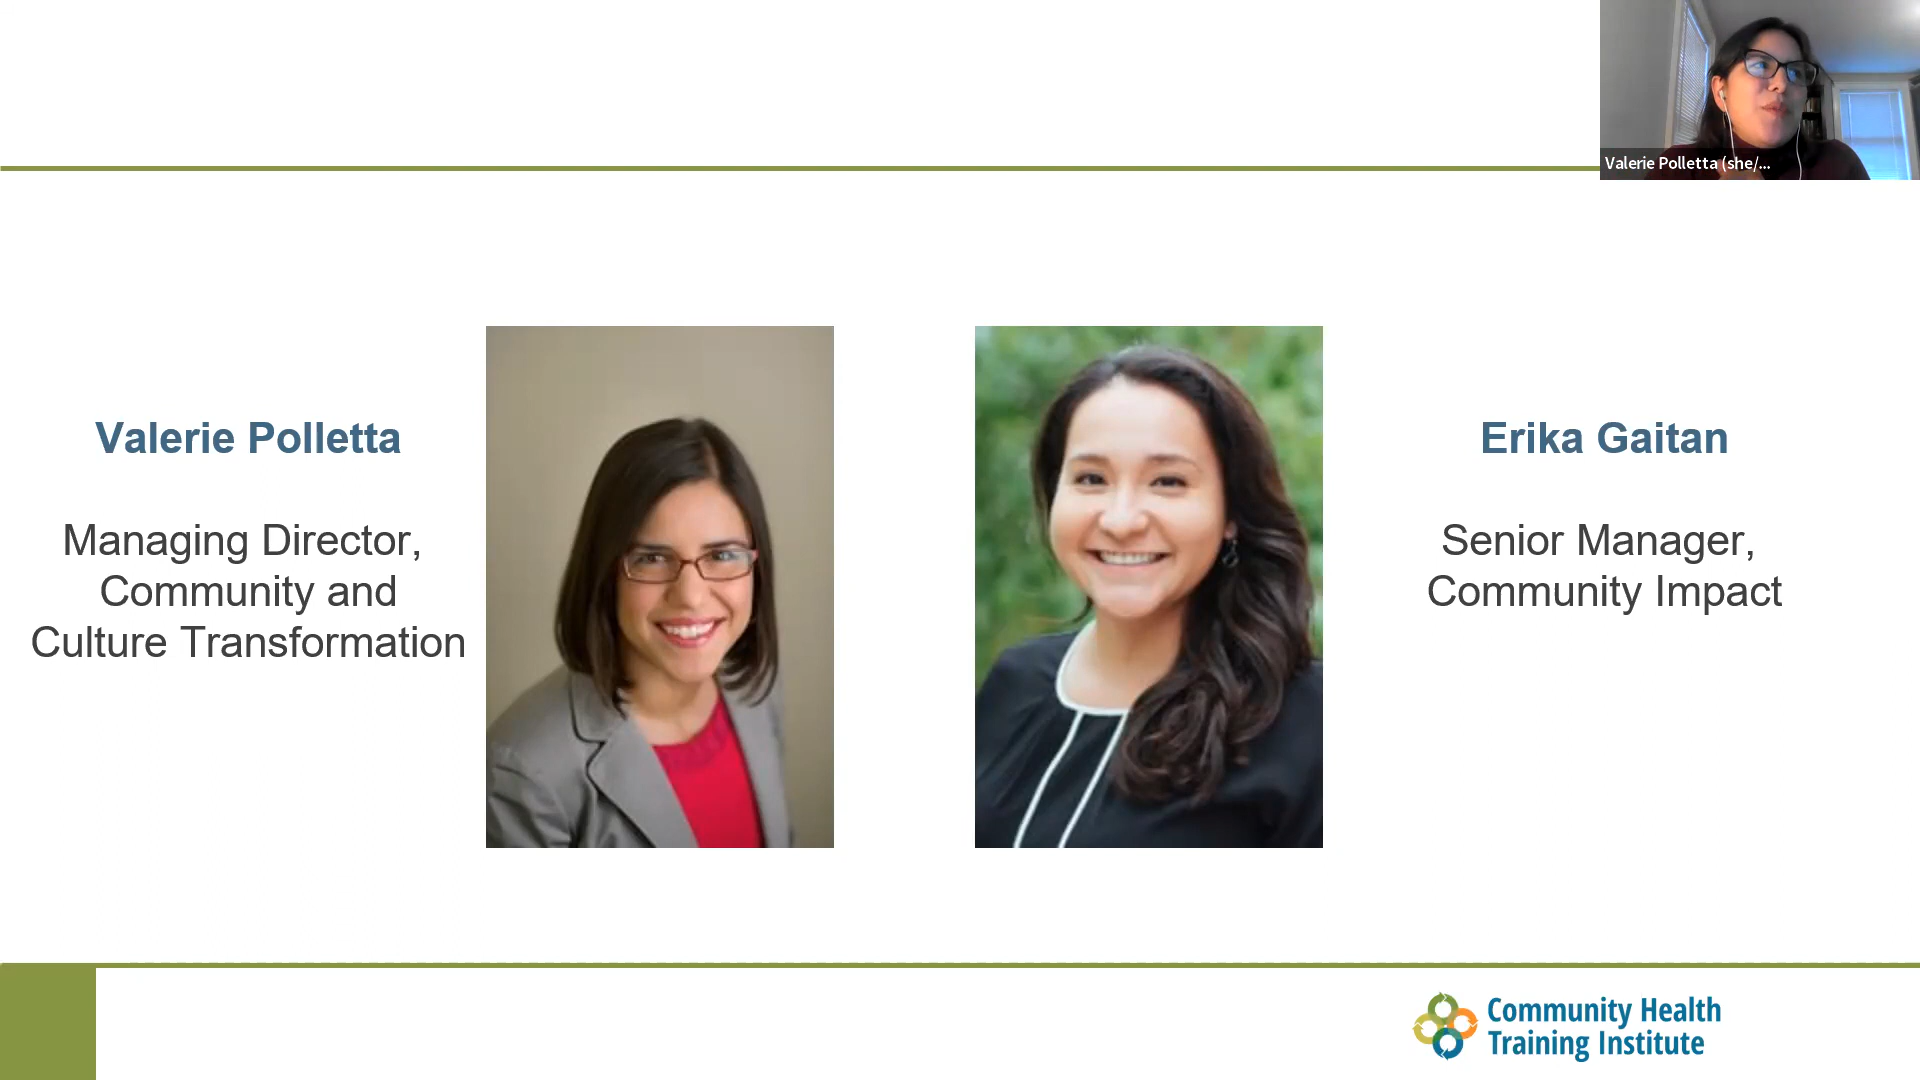 Valerie Polletta (she/...
Valerie Polletta
Managing Director,
Community and
Culture Transformation
Erika Gaitan
Senior Manager,
Community Impact
Community Health
Training Institute